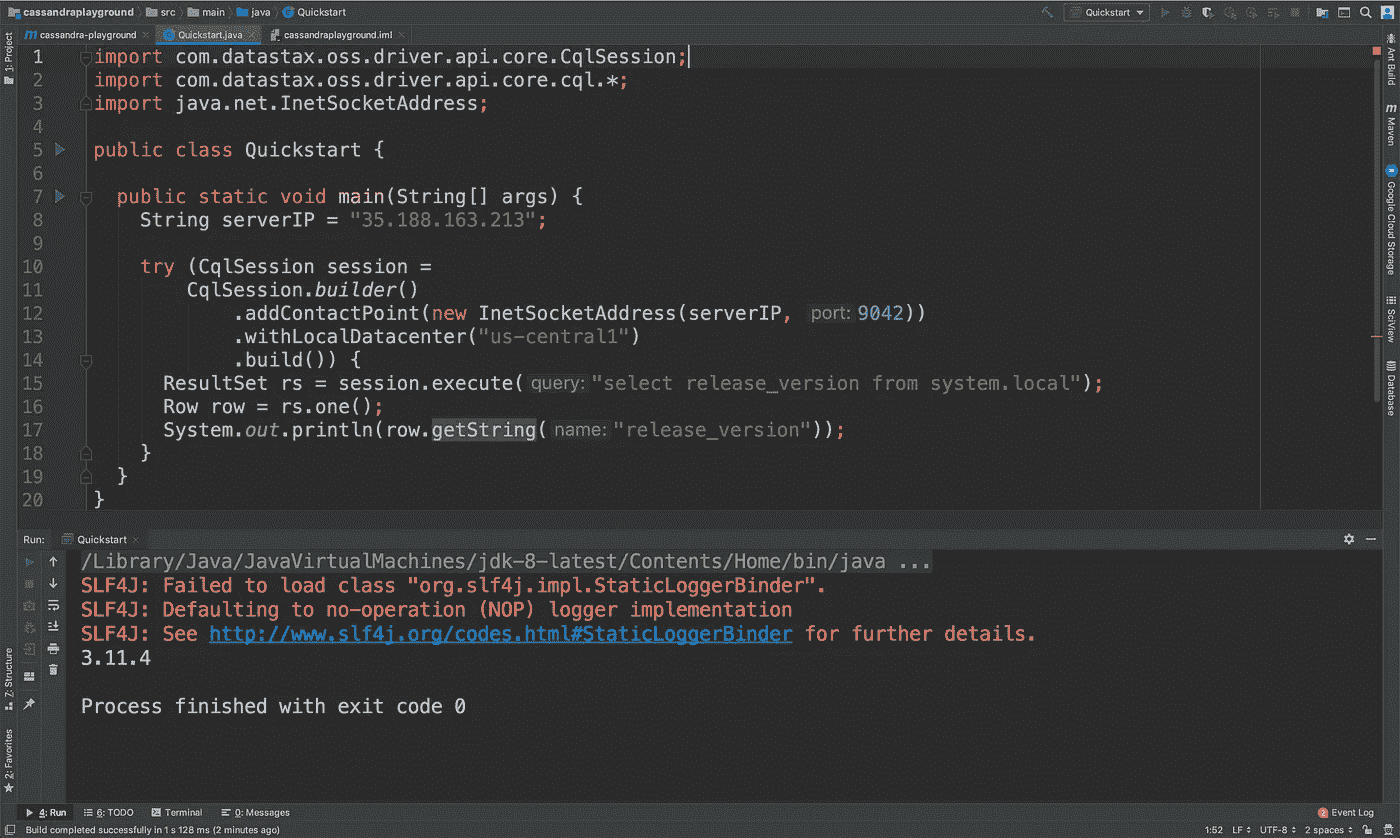 cassandraplayground src main java Quickstart Quickstart
cassandra-playground Quickstart.java cassandraplayground.iml
1: Project
1 import com.datastax.oss.driver.api.core.CqlSession;
2 import com.datastax.oss.driver.api.core.cql.*;
3 import java.net.InetSocketAddress;
4
5 public class Quickstart {
6
7 public static void main(String[] args) {
8 String serverIP = "35.188.163.213";
9
10 try (CqlSession session =
11 CqlSession.builder()
12 .addContactPoint(new InetSocketAddress(serverIP, port: 9042))
13 .withLocalDatacenter("us-central1")
14 .build()) {
15 ResultSet rs = session.execute( query: "select release_version from system.local");
16 Row row = rs.one();
17 System.out.println(row.getString( name: "release_version"));
18 }
19 }
20 }
Ant Build
m Maven
Google Cloud Storage
SciView
Database
Run: Quickstart
/Library/Java/JavaVirtualMachines/jdk-8-latest/Contents/Home/bin/java ...
SLF4J: Failed to load class "org.slf4j.impl.StaticLoggerBinder".
SLF4J: Defaulting to no-operation (NOP) logger implementation
SLF4J: See http://www.slf4j.org/codes.html#StaticLoggerBinder for further details.
3.11.4
Process finished with exit code 0
7: Structure
2: Favorites
4: Run 6: TODO Terminal 0: Messages 2 Event Log
Build completed successfully in 1 s 128 ms (2 minutes ago) 1:52 LF UTF-8 2 spaces